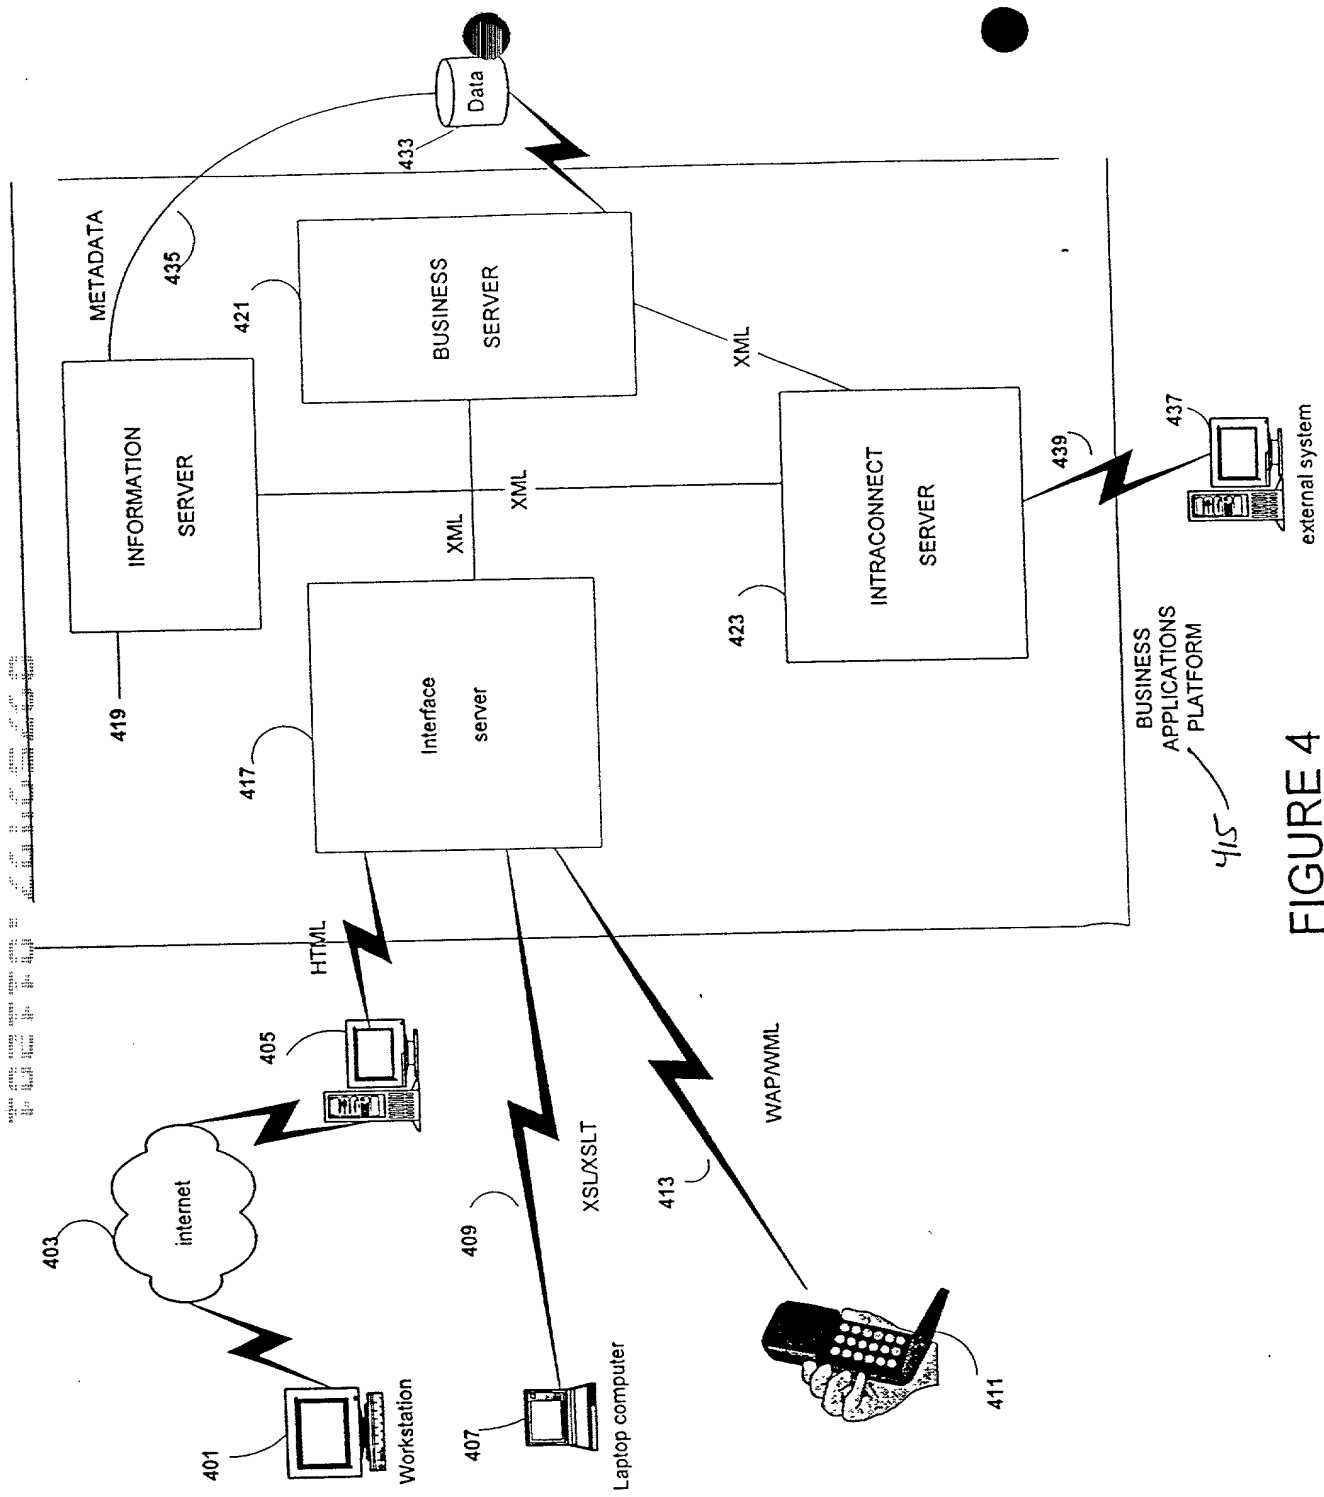 401
Workstation
403
internet
405
HTML
407
Laptop computer
409
XSL/XSLT
411
413
WAP/WML
417
Interface
server
419
INFORMATION
SERVER
METADATA
435
421
BUSINESS
SERVER
433
Data
XML
XML
XML
423
INTRACONNECT
SERVER
439
437
external system
BUSINESS
APPLICATIONS
PLATFORM
415
FIGURE 4